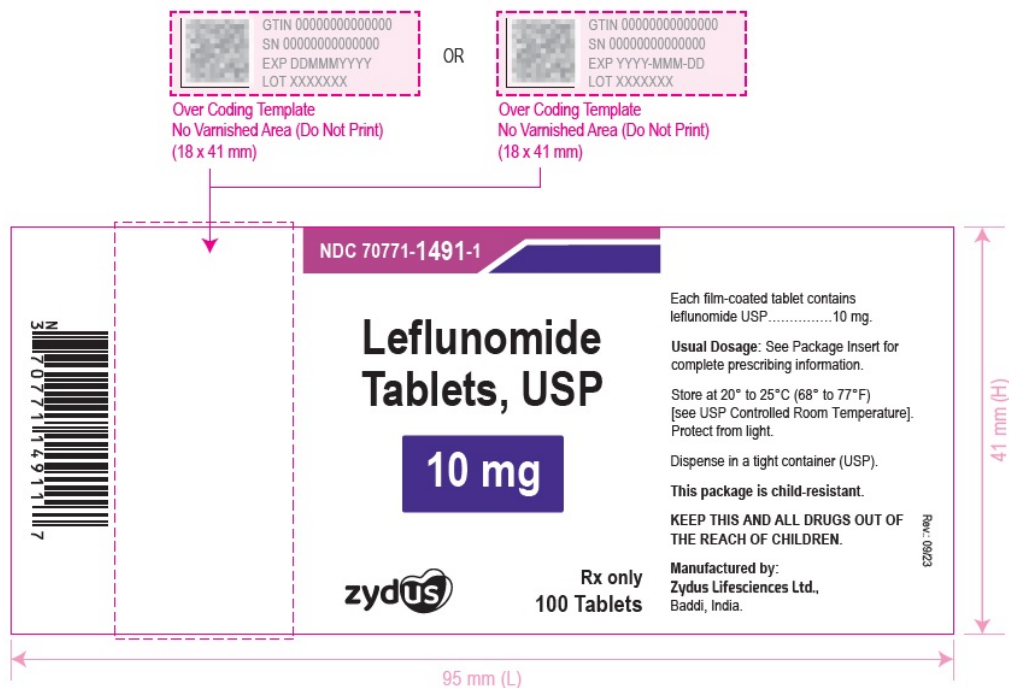 GTIN 00000000000000
SN 00000000000000
EXP DDMMMYYYY
LOT XXXXXXX
OR
GTIN 00000000000000
SN 00000000000000
EXP YYYY-MMM-DD
LOT XXXXXXX
Over Coding Template
No Varnished Area (Do Not Print)
(18 x 41 mm)
Over Coding Template
No Varnished Area (Do Not Print)
(18 x 41 mm)
N
3 70771 14911 7
NDC 70771-1491-1
Leflunomide
Tablets, USP
10 mg
zydus
Rx only
100 Tablets
Each film-coated tablet contains
leflunomide USP...............10 mg.
Usual Dosage: See Package Insert for
complete prescribing information.
Store at 20° to 25°C (68° to 77°F)
[see USP Controlled Room Temperature].
Protect from light.
Dispense in a tight container (USP).
This package is child-resistant.
KEEP THIS AND ALL DRUGS OUT OF
THE REACH OF CHILDREN.
Manufactured by:
Zydus Lifesciences Ltd.,
Baddi, India.
Rev.: 09/23
41 mm (H)
95 mm (L)